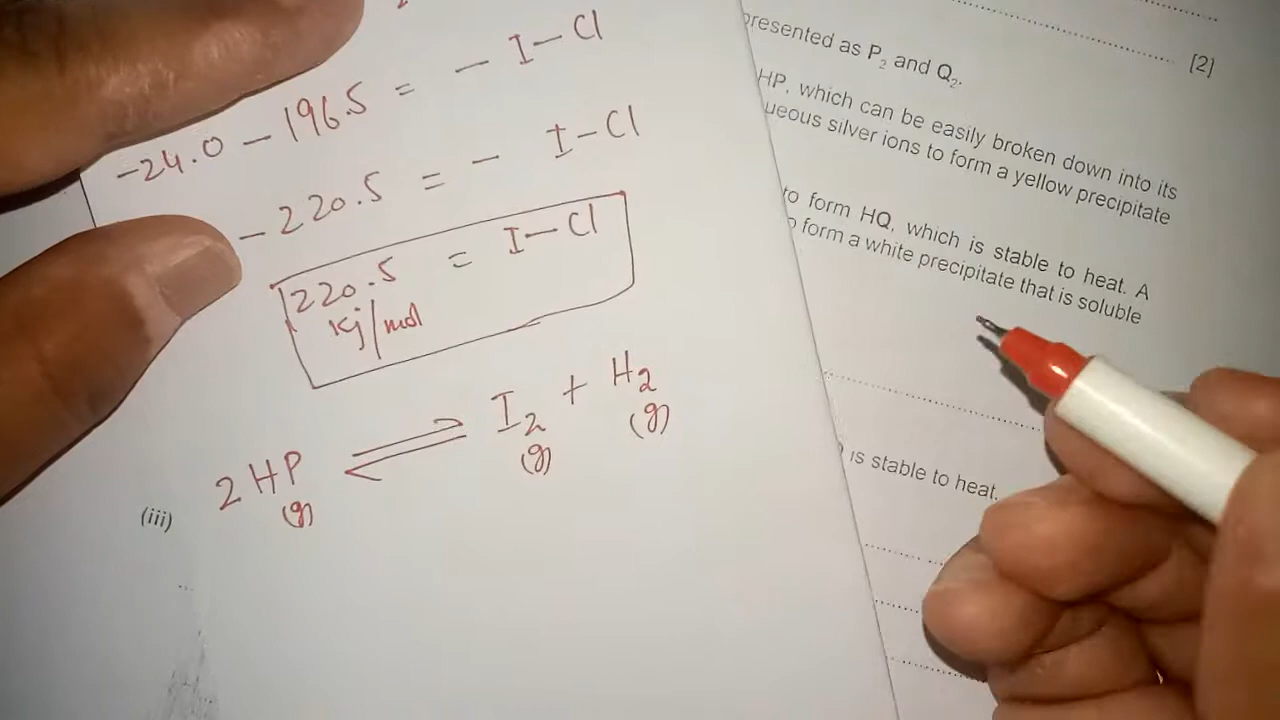 -24.0 - 196.5 = - I-Cl
-220.5 = - I-Cl
220.5 = I-Cl
kj/mol
2HP (g) ⇌ I2 (g) + H2 (g)
(iii)
[2]
presented as P2 and Q2.
HP, which can be easily broken down into its
ueous silver ions to form a yellow precipitate
to form HQ, which is stable to heat. A
o form a white precipitate that is soluble
is stable to heat.